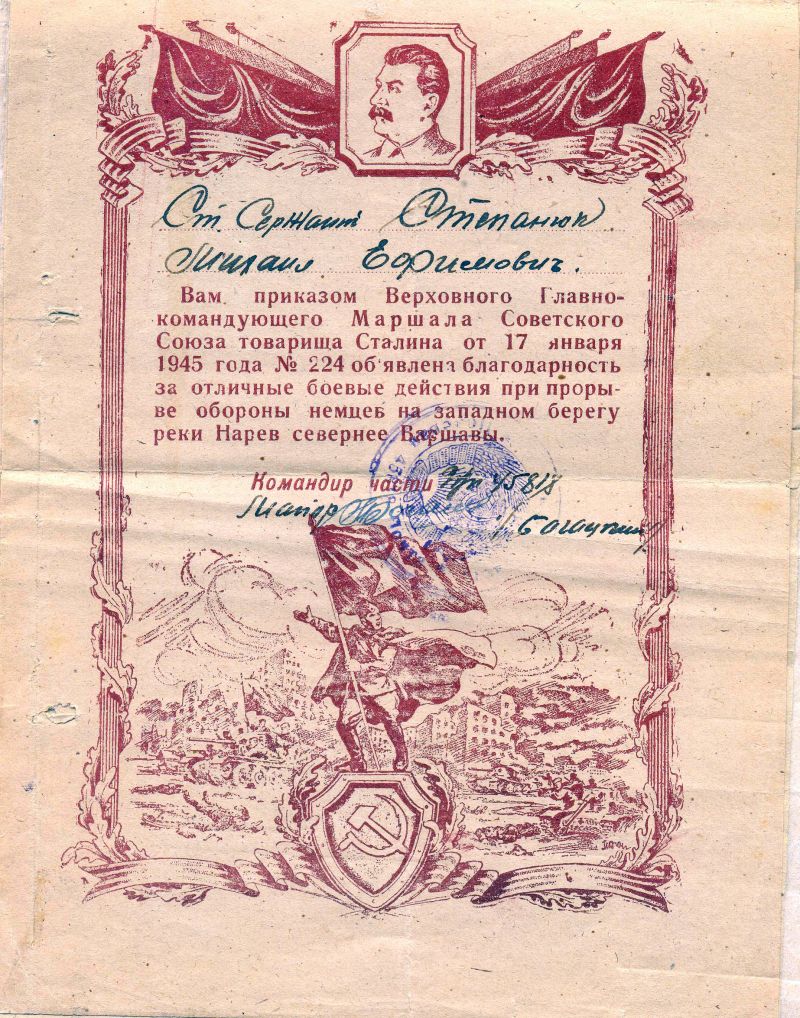 Ст. Сержант Степанюк
Михаил Ефимович.
Вам приказом Верховного Главно-
командующего Маршала Советского
Союза товарища Сталина от 17 января
1945 года № 224 об'явлена благодарность
за отличные боевые действия при проры-
ве обороны немцев на западном берегу
реки Нарев севернее Варшавы.
Командир части п/п 45818
Майор